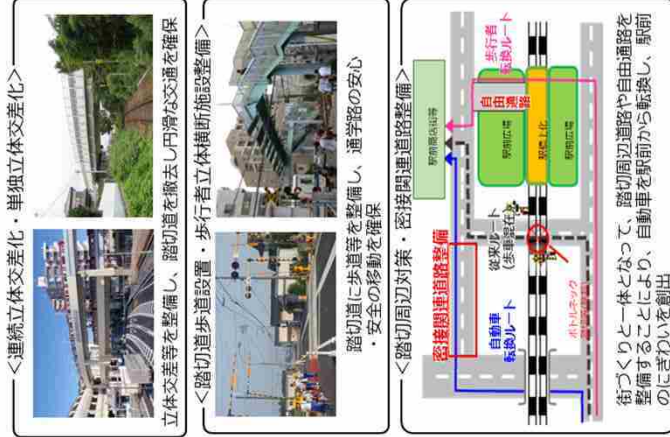 <連続立体交差化・単独立体交差化>
立体交差等を整備し、踏切道を撤去し円滑な交通を確保
<踏切道歩道設置・歩行者立体横断施設整備>
踏切道に歩道等を整備し、通学路の安心
・安全の移動を確保
<踏切周辺対策・密接関連道路整備>
密接関連道路整備
自動車
転換ルート
従来ルート
(歩車混在)
ボトルネック
駅前商店街等
歩行者
転換ルート
自由通路
駅前広場
駅橋上化
駅前広場
街づくりと一体となって、踏切周辺道路や自由通路を
整備することにより、自動車を駅前から転換し、駅前
のにぎわいを創出